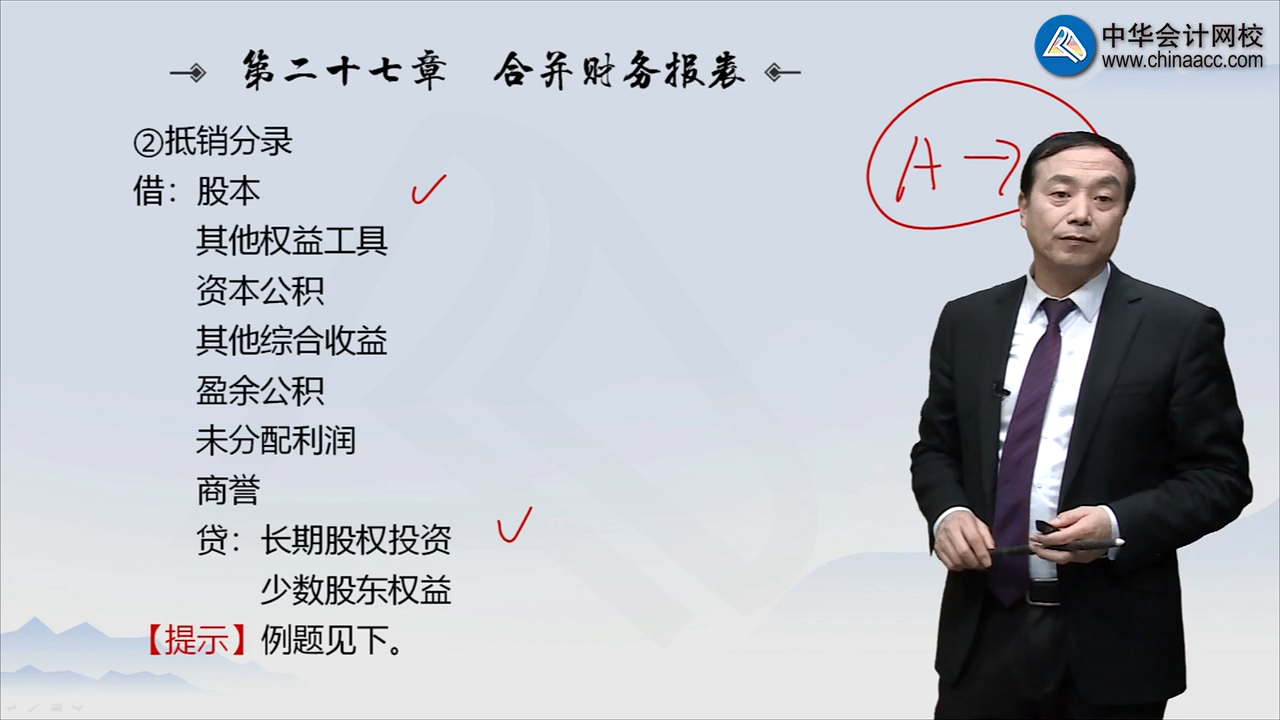 中华会计网校
www.chinaacc.com
第二十七章 合并财务报表
②抵销分录
借：股本
其他权益工具
资本公积
其他综合收益
盈余公积
未分配利润
商誉
贷：长期股权投资
少数股东权益
【提示】例题见下。
A→